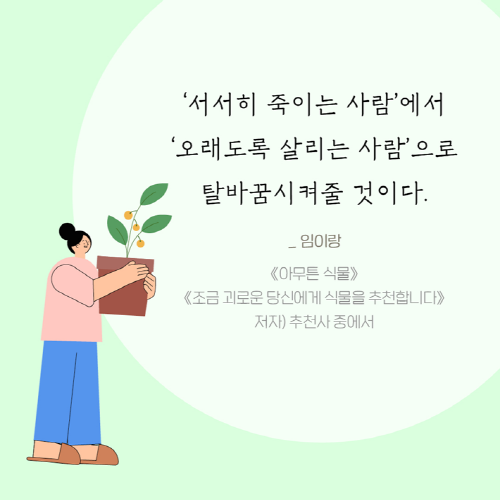 ‘서서히 죽이는 사람’에서
‘오래도록 살리는 사람’으로
탈바꿈시켜줄 것이다.
_ 임이랑
《아무튼 식물》
《조금 괴로운 당신에게 식물을 추천합니다》
저자) 추천사 중에서